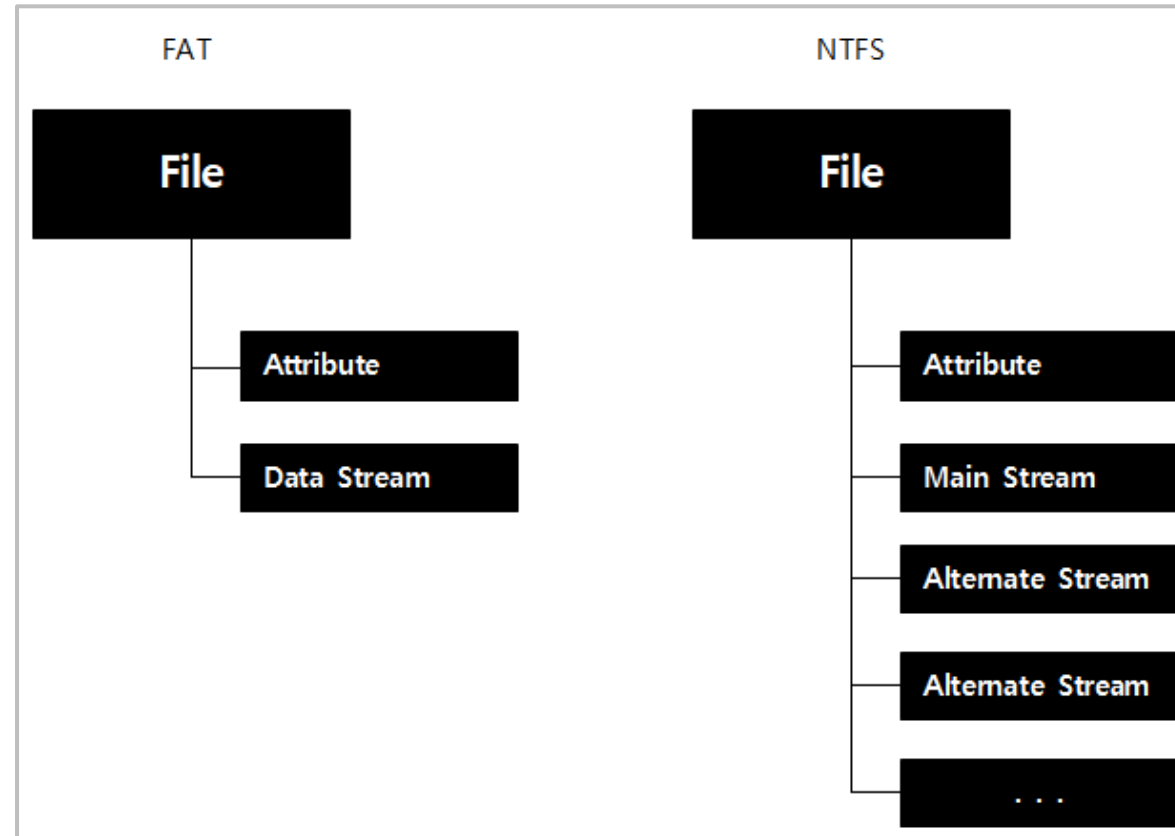 FAT
File
Attribute
Data Stream
NTFS
File
Attribute
Main Stream
Alternate Stream
Alternate Stream
. . .